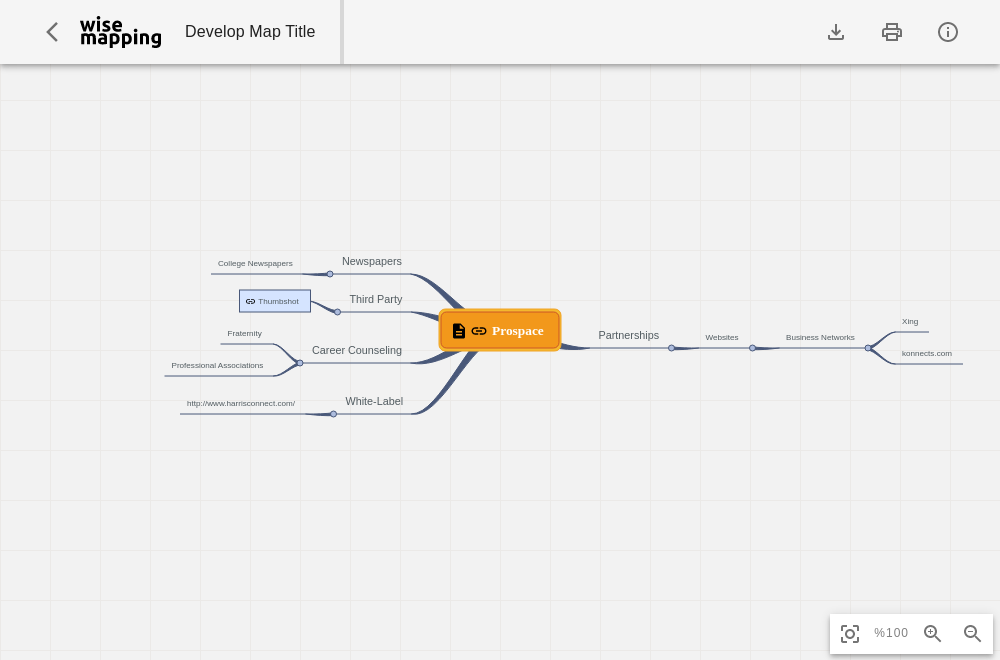 wise
mapping
Develop Map Title
College Newspapers
Newspapers
Thumbshot
Third Party
Fraternity
Professional Associations
Career Counseling
http://www.harrisconnect.com/
White-Label
Prospace
Partnerships
Websites
Business Networks
Xing
konnects.com
%100